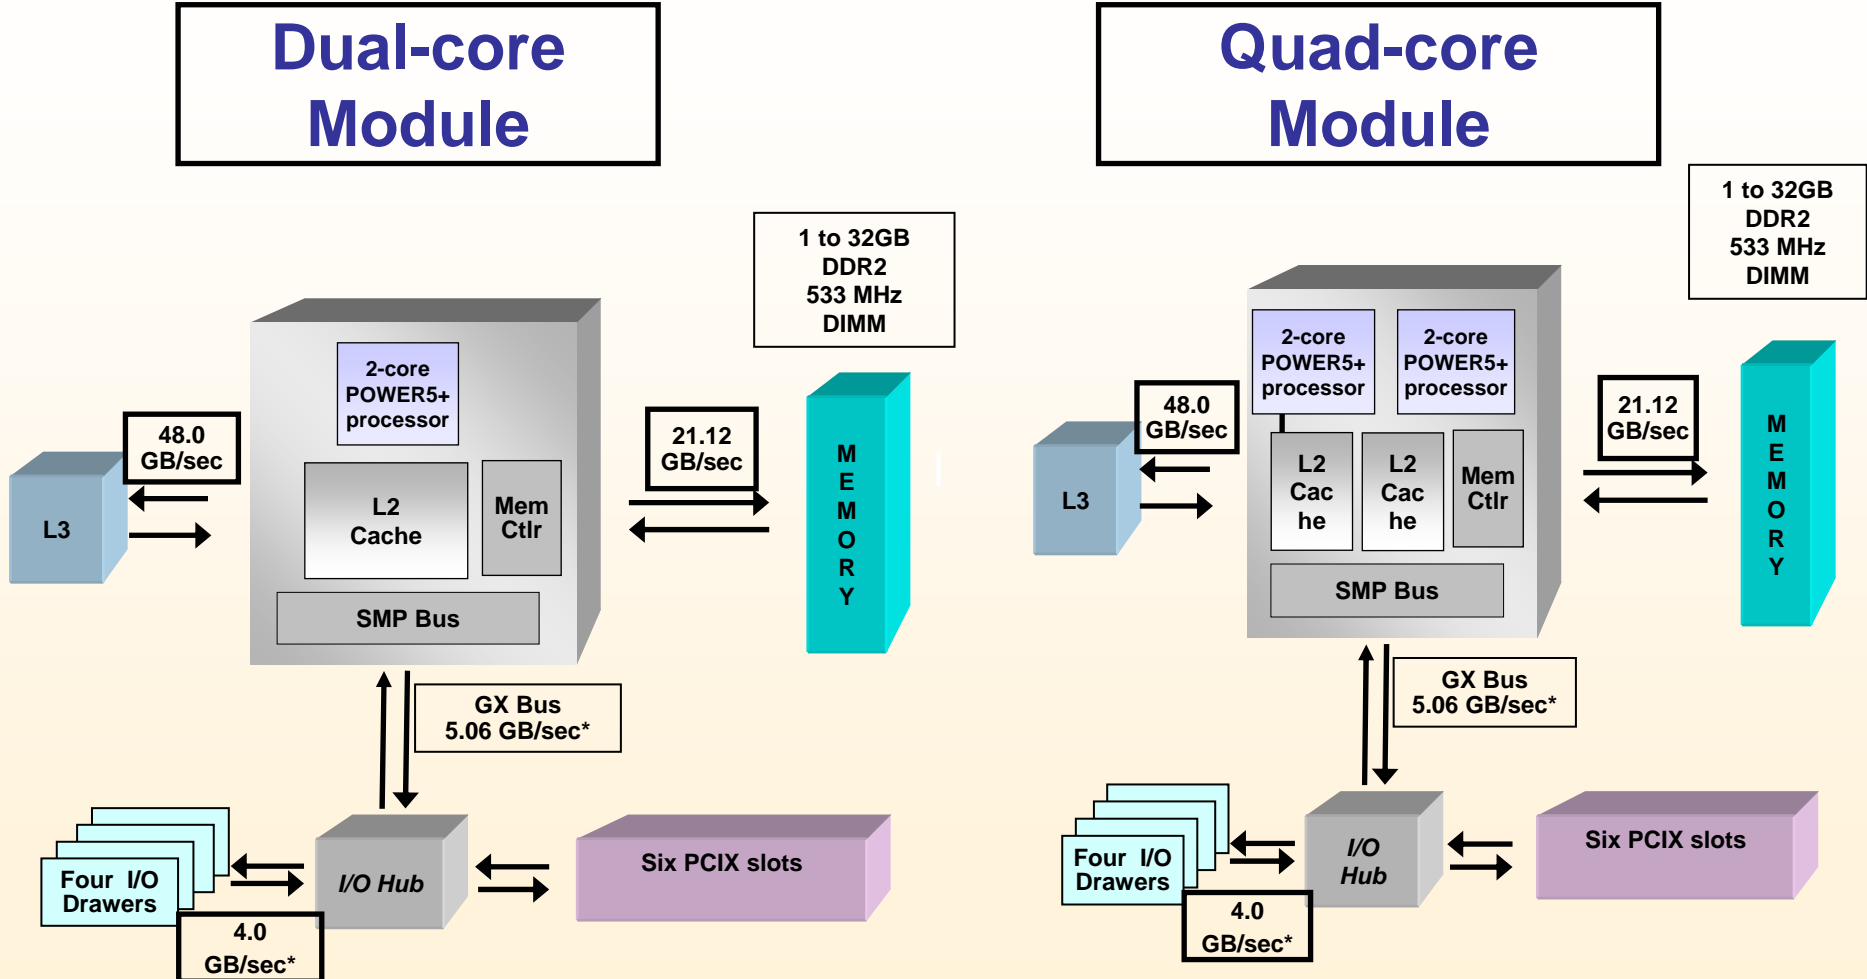 Dual-core
Module
1 to 32GB
DDR2
533 MHz
DIMM
2-core
POWER5+
processor
48.0
GB/sec
21.12
GB/sec
L3
L2
Cache
Mem
Ctlr
M
E
M
O
R
Y
SMP Bus
GX Bus
5.06 GB/sec*
Four I/O
Drawers
I/O Hub
Six PCIX slots
4.0
GB/sec*
Quad-core
Module
1 to 32GB
DDR2
533 MHz
DIMM
2-core
POWER5+
processor
2-core
POWER5+
processor
48.0
GB/sec
21.12
GB/sec
L3
L2
Cac
he
L2
Cac
he
Mem
Ctlr
M
E
M
O
R
Y
SMP Bus
GX Bus
5.06 GB/sec*
Four I/O
Drawers
I/O
Hub
Six PCIX slots
4.0
GB/sec*